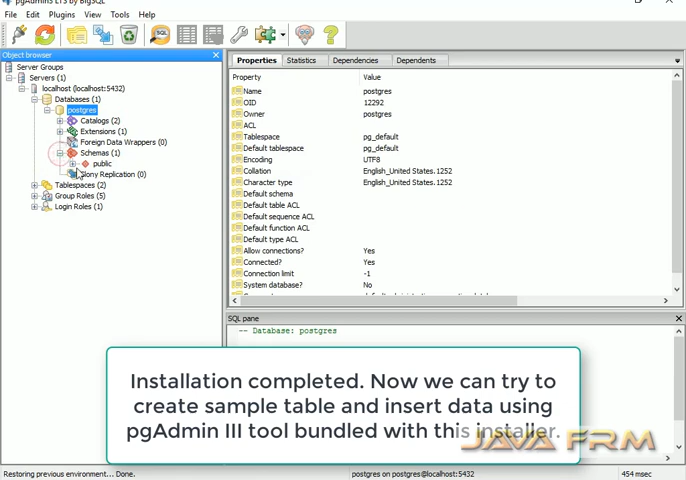 pgAdmin3 LTS by BigSQL
File Edit Plugins View Tools Help
Object browser
Server Groups
Servers (1)
localhost (localhost:5432)
Databases (1)
postgres
Catalogs (2)
Extensions (1)
Foreign Data Wrappers (0)
Schemas (1)
public
Slony Replication (0)
Tablespaces (2)
Group Roles (5)
Login Roles (1)
Properties Statistics Dependencies Dependents
Property Value
Name postgres
OID 12292
Owner postgres
ACL
Tablespace pg_default
Default tablespace pg_default
Encoding UTF8
Collation English_United States.1252
Character type English_United States.1252
Default schema
Default table ACL
Default sequence ACL
Default function ACL
Default type ACL
Allow connections? Yes
Connected? Yes
Connection limit -1
System database? No
SQL pane
-- Database: postgres
Installation completed. Now we can try to
create sample table and insert data using
pgAdmin III tool bundled with this installer.
JAVA FRM
Restoring previous environment... Done. postgres on postgres@localhost:5432 454 msec